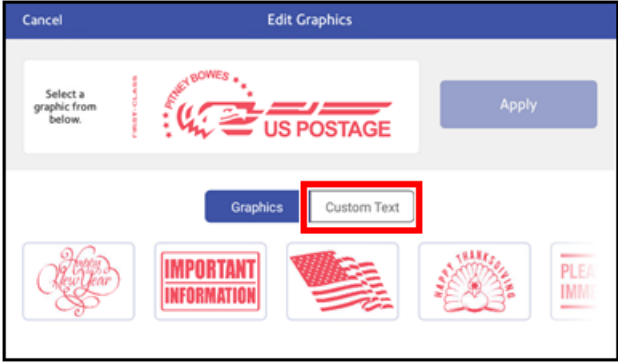 Cancel
Edit Graphics
Select a
graphic from
below.
FIRST-CLASS
PITNEY BOWES
US POSTAGE
Apply
Graphics
Custom Text
Happy
New Year
IMPORTANT
INFORMATION
HAPPY THANKSGIVING
PLEA
IMM